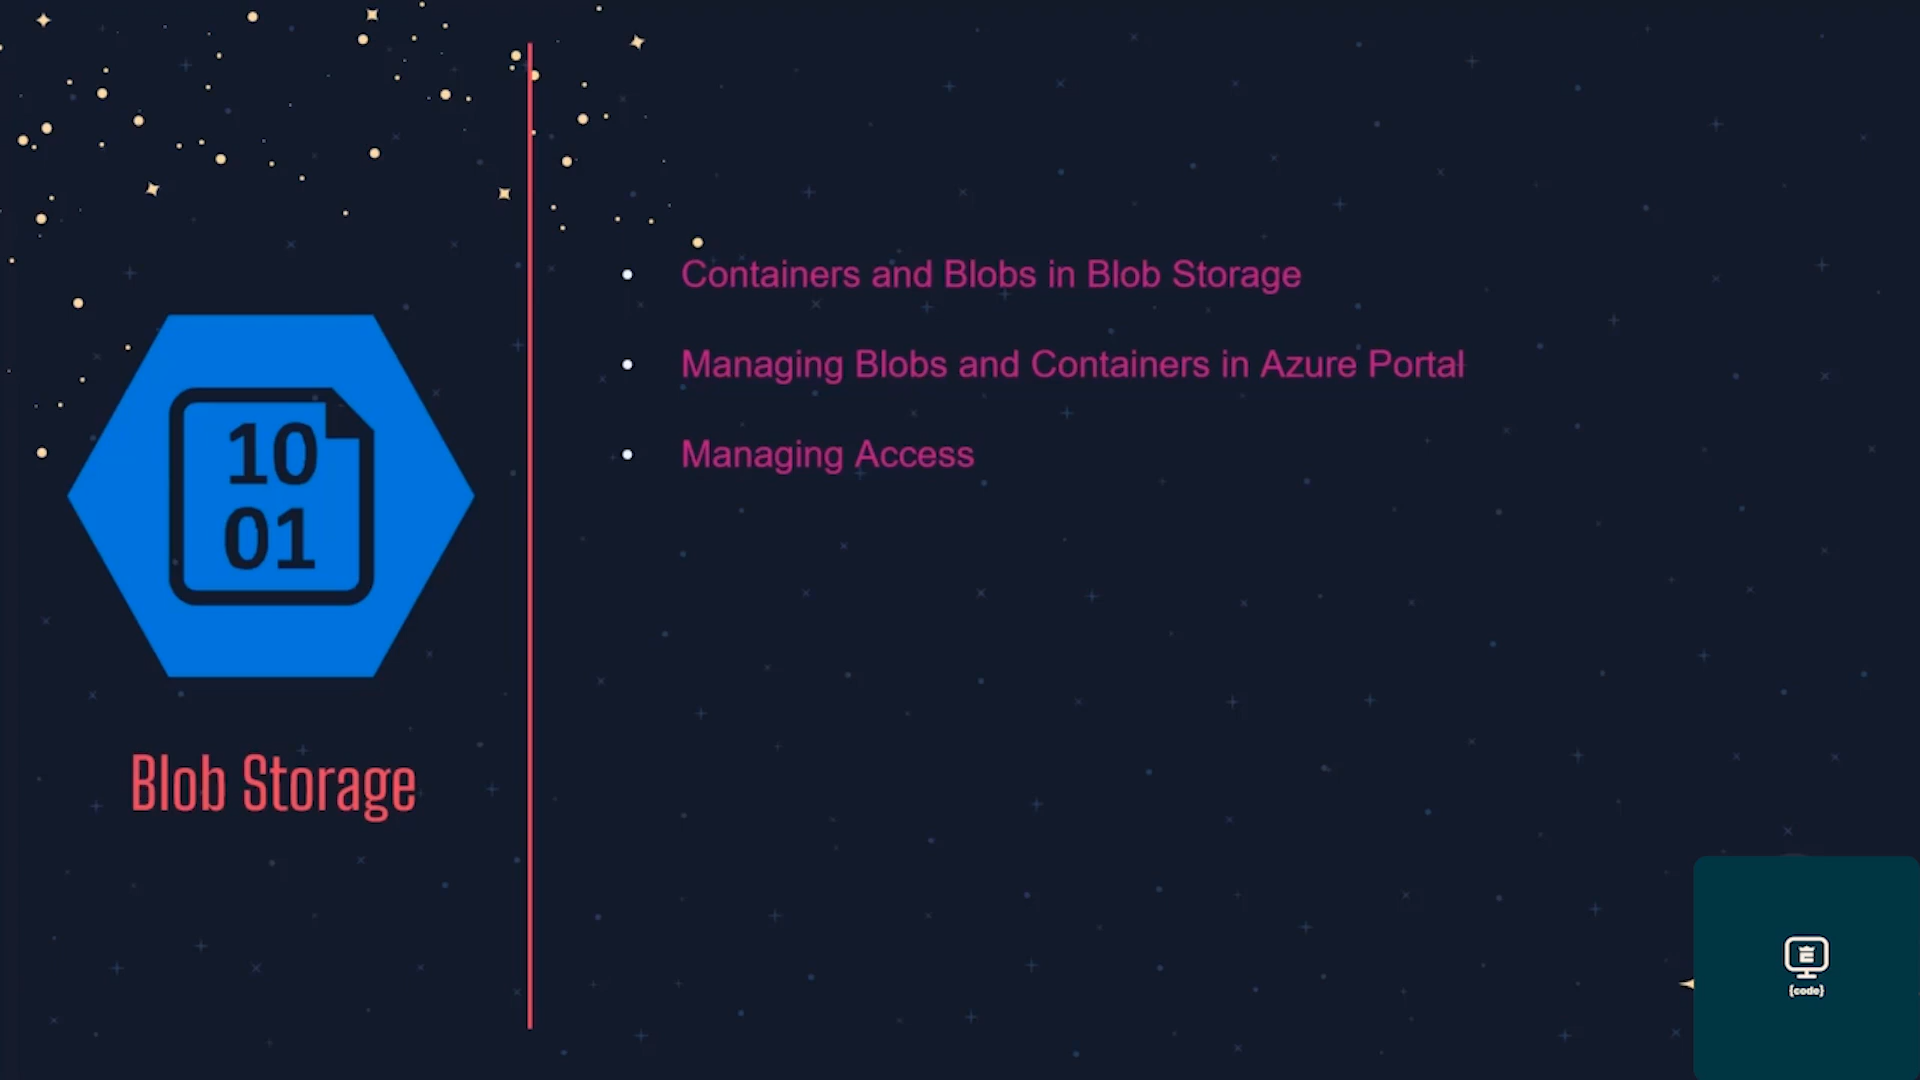 Containers and Blobs in Blob Storage
Managing Blobs and Containers in Azure Portal
Managing Access
10
01
Blob Storage
E
{code}